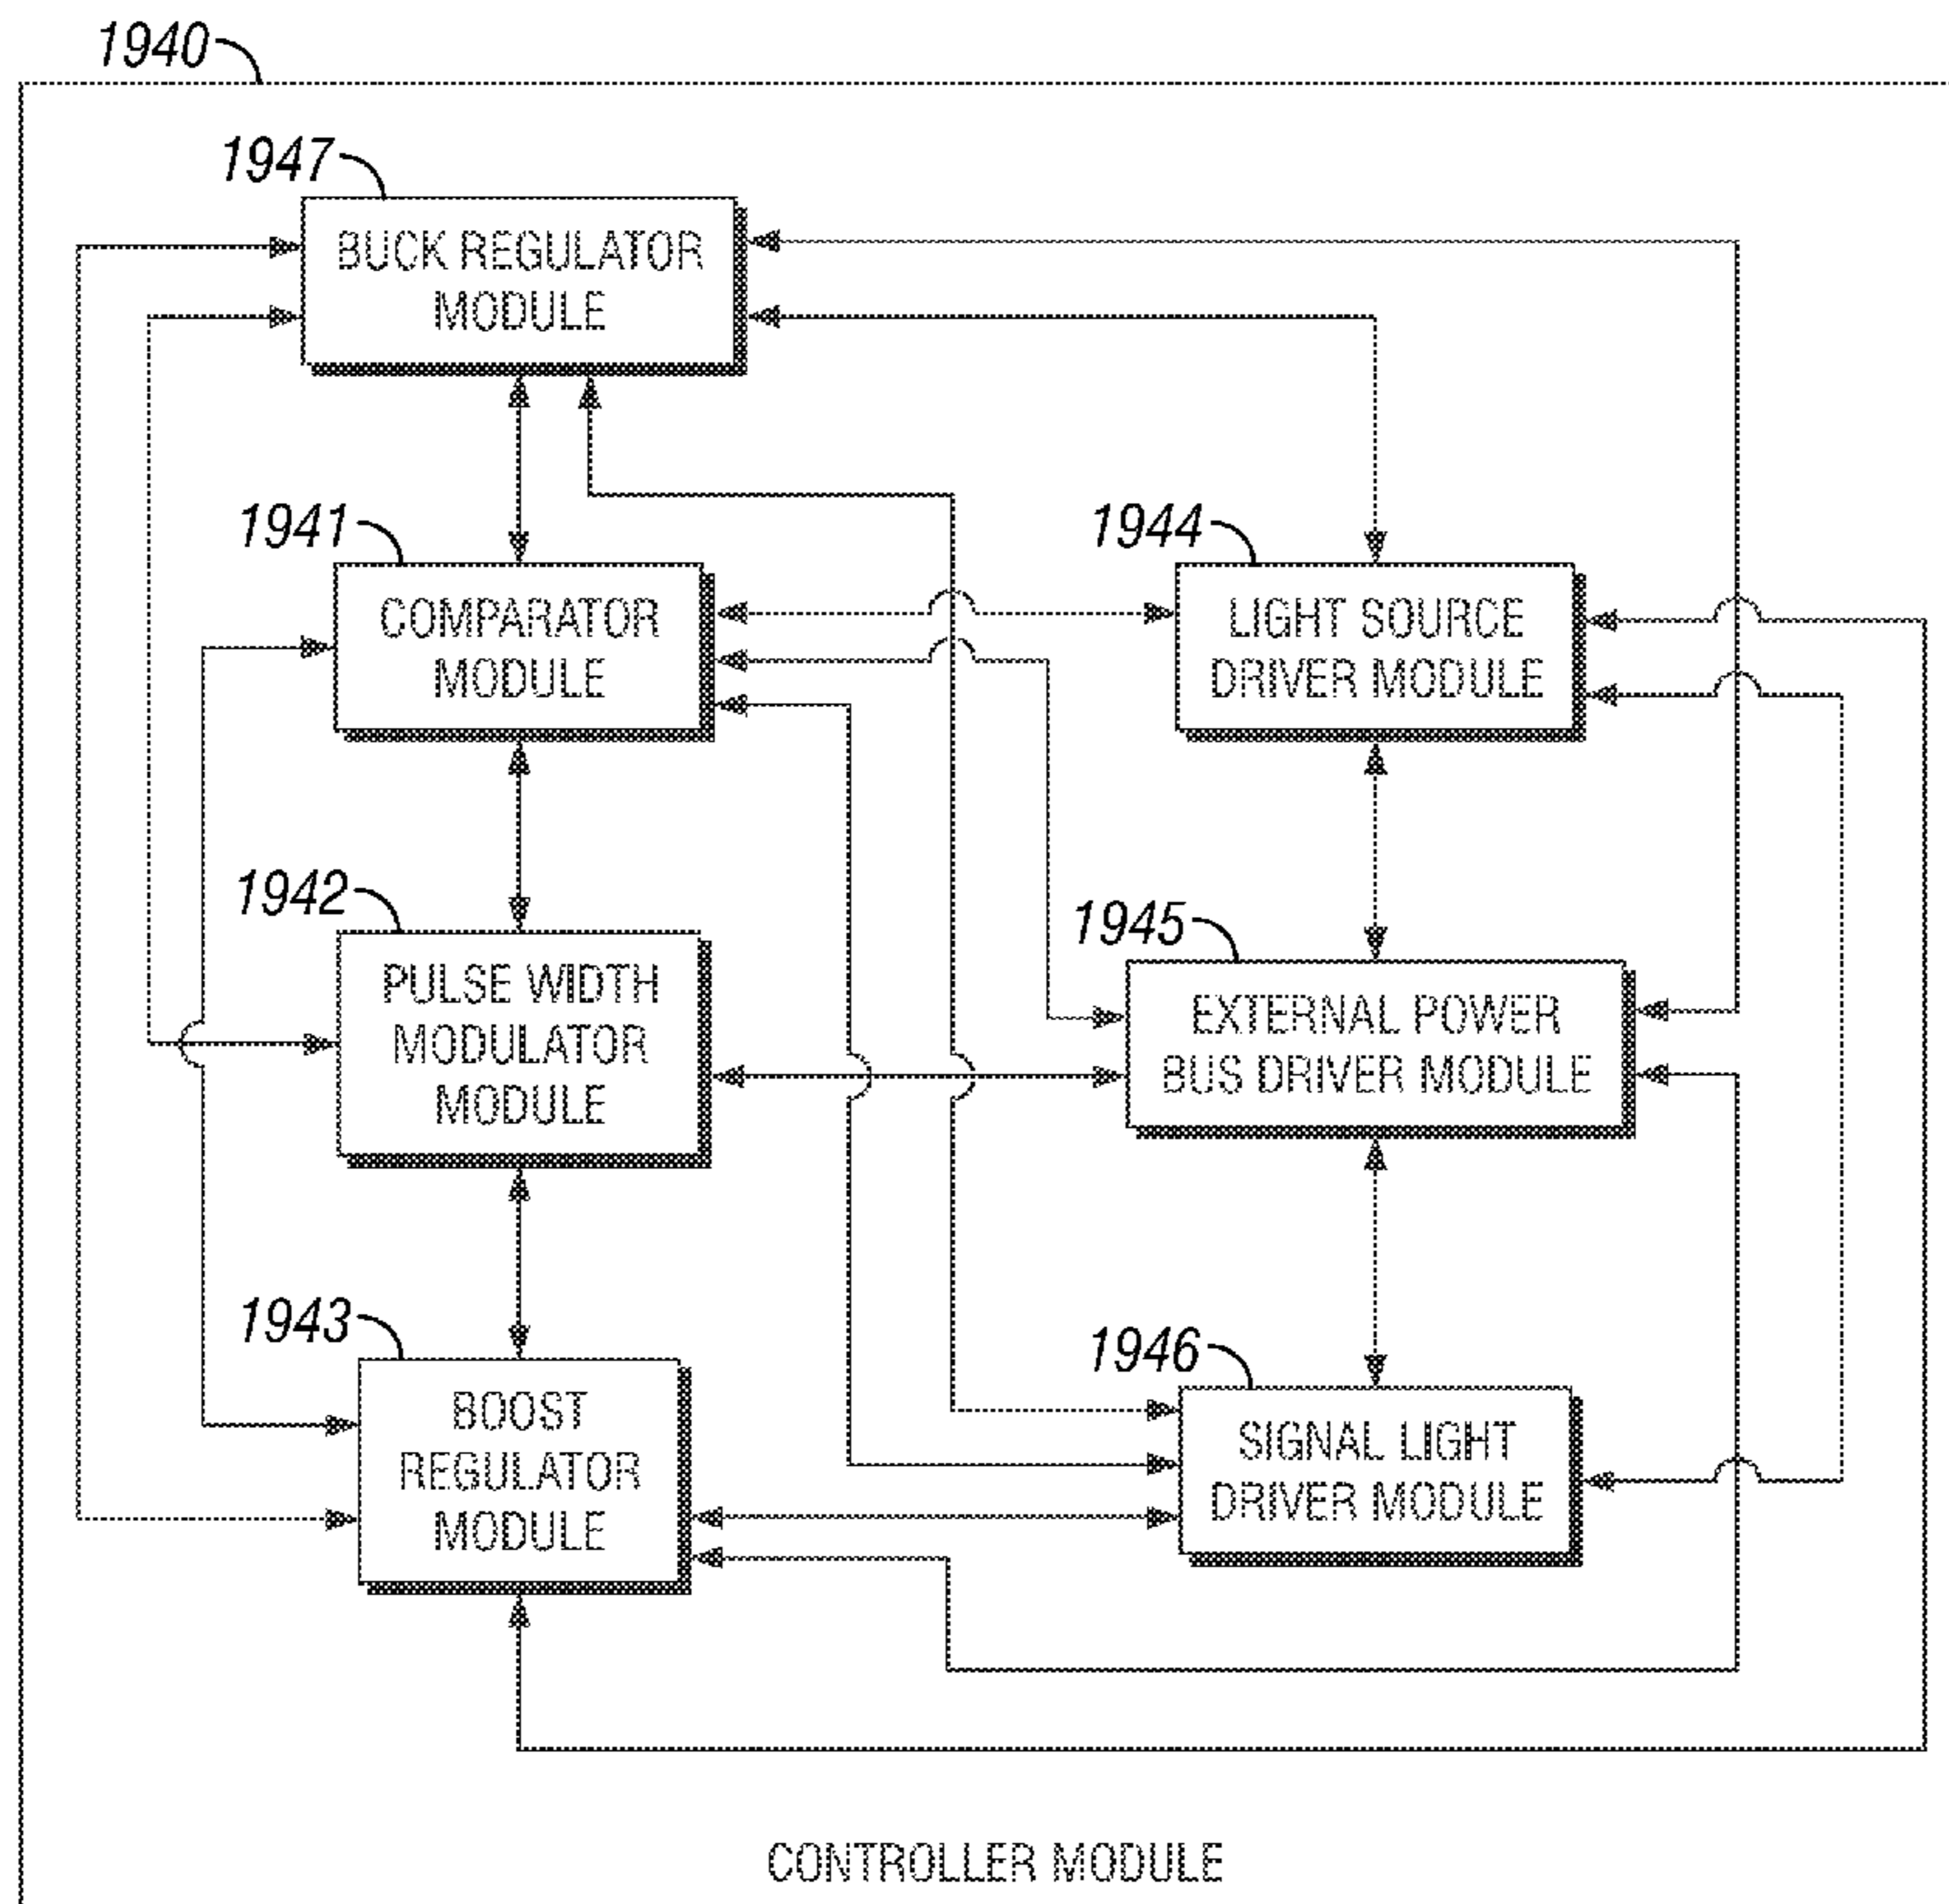 1940
1947
BUCK REGULATOR
MODULE
1941
COMPARATOR
MODULE
1944
LIGHT SOURCE
DRIVER MODULE
1942
PULSE WIDTH
MODULATOR
MODULE
1945
EXTERNAL POWER
BUS DRIVER MODULE
1943
BOOST
REGULATOR
MODULE
1946
SIGNAL LIGHT
DRIVER MODULE
CONTROLLER MODULE